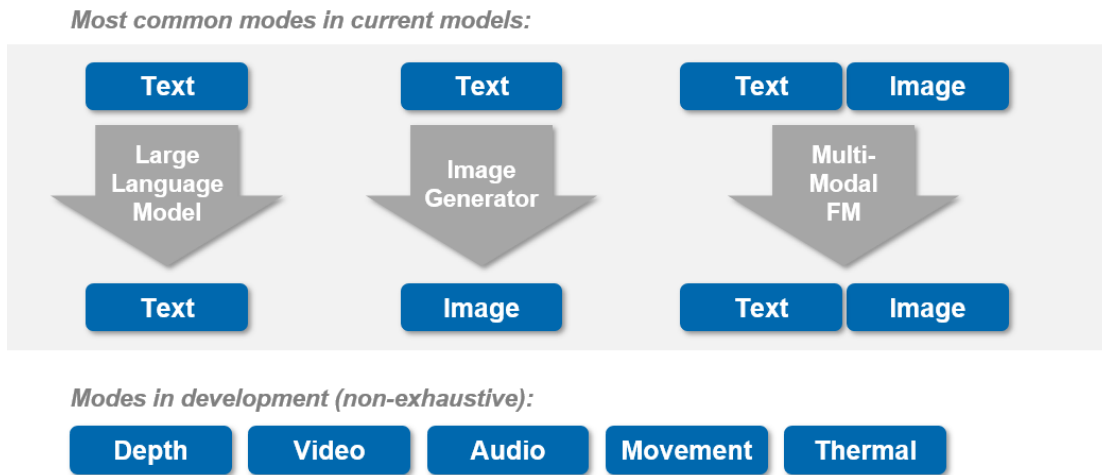 Most common modes in current models:
Text Text Text Image
Large
Language
Model
Image
Generator
Multi-
Modal
FM
Text Image Text Image
Modes in development (non-exhaustive):
Depth Video Audio Movement Thermal